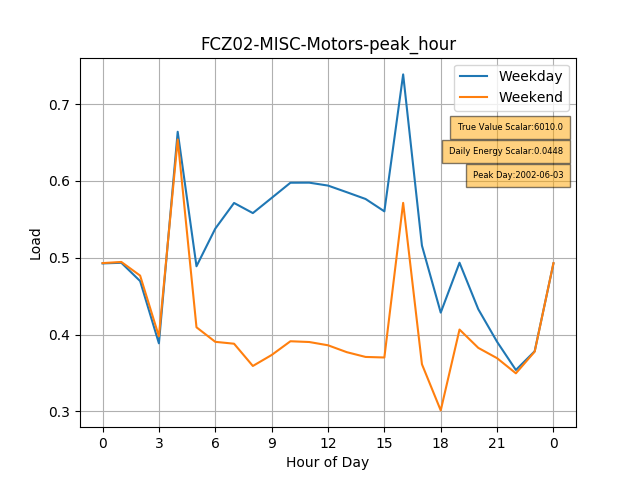 FCZ02-MISC-Motors-peak_hour
Weekday
Weekend
True Value Scalar:6010.0
Daily Energy Scalar:0.0448
Peak Day:2002-06-03
Load
0.7
0.6
0.5
0.4
0.3
0 3 6 9 12 15 18 21 0
Hour of Day